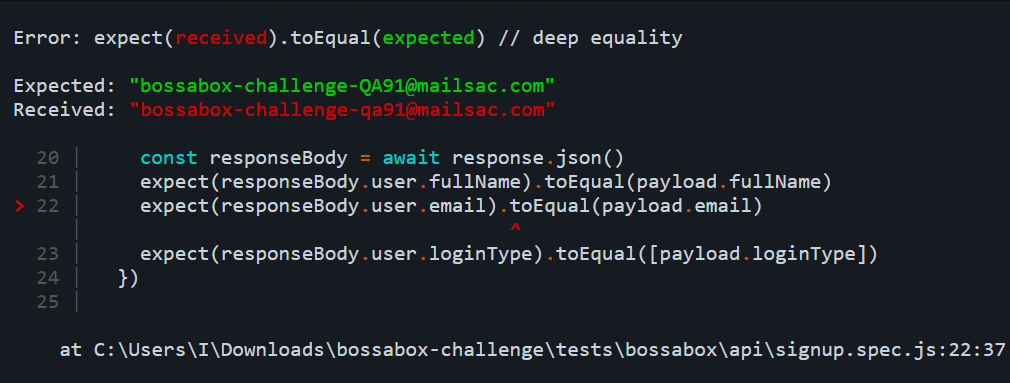 Error: expect(received).toEqual(expected) // deep equality
Expected: "bossabox-challenge-QA91@mailsac.com"
Received: "bossabox-challenge-qa91@mailsac.com"
20 |     const responseBody = await response.json()
21 |     expect(responseBody.user.fullName).toEqual(payload.fullName)
> 22 |     expect(responseBody.user.email).toEqual(payload.email)
|                                     ^
23 |     expect(responseBody.user.loginType).toEqual([payload.loginType])
24 |   })
25 |
at C:\Users\I\Downloads\bossabox-challenge\tests\bossabox\api\signup.spec.js:22:37